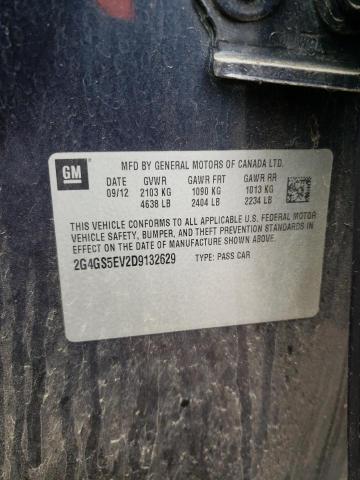 GM
MFD BY GENERAL MOTORS OF CANADA LTD.
DATE GVWR GAWR FRT GAWR RR
09/12 2103 KG 1090 KG 1013 KG
4638 LB 2404 LB 2234 LB
THIS VEHICLE CONFORMS TO ALL APPLICABLE U.S. FEDERAL MOTOR
VEHICLE SAFETY, BUMPER, AND THEFT PREVENTION STANDARDS IN
EFFECT ON THE DATE OF MANUFACTURE SHOWN ABOVE.
2G4GS5EV2D9132629 TYPE: PASS CAR